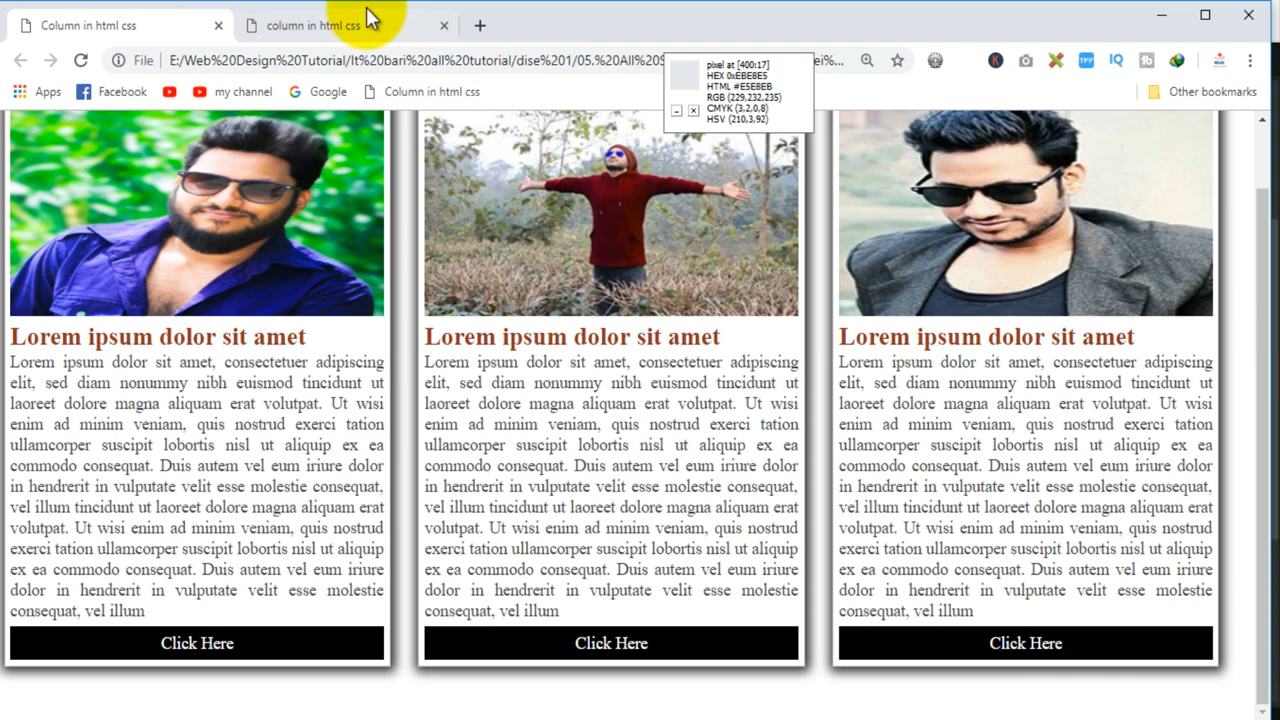 Column in html css
column in html css
File
E:/Web%20Design%20Tutorial/It%20bari%20all%20tutorial/dise%201/05.%20All%20S
ei%...
Apps
Facebook
my channel
Google
Column in html css
Other bookmarks
pixel at [400:17]
HEX 0xEBE8E5
HTML #E5E8EB
RGB (229,232,235)
CMYK (3,2,0,8)
HSV (210,3,92)
Lorem ipsum dolor sit amet
Lorem ipsum dolor sit amet, consectetuer adipiscing
elit, sed diam nonummy nibh euismod tincidunt ut
laoreet dolore magna aliquam erat volutpat. Ut wisi
enim ad minim veniam, quis nostrud exerci tation
ullamcorper suscipit lobortis nisl ut aliquip ex ea
commodo consequat. Duis autem vel eum iriure dolor
in hendrerit in vulputate velit esse molestie consequat,
vel illum tincidunt ut laoreet dolore magna aliquam erat
volutpat. Ut wisi enim ad minim veniam, quis nostrud
exerci tation ullamcorper suscipit lobortis nisl ut aliquip
ex ea commodo consequat. Duis autem vel eum iriure
dolor in hendrerit in vulputate velit esse molestie
consequat, vel illum
Click Here
Lorem ipsum dolor sit amet
Lorem ipsum dolor sit amet, consectetuer adipiscing
elit, sed diam nonummy nibh euismod tincidunt ut
laoreet dolore magna aliquam erat volutpat. Ut wisi
enim ad minim veniam, quis nostrud exerci tation
ullamcorper suscipit lobortis nisl ut aliquip ex ea
commodo consequat. Duis autem vel eum iriure dolor
in hendrerit in vulputate velit esse molestie consequat,
vel illum tincidunt ut laoreet dolore magna aliquam erat
volutpat. Ut wisi enim ad minim veniam, quis nostrud
exerci tation ullamcorper suscipit lobortis nisl ut aliquip
ex ea commodo consequat. Duis autem vel eum iriure
dolor in hendrerit in vulputate velit esse molestie
consequat, vel illum
Click Here
Lorem ipsum dolor sit amet
Lorem ipsum dolor sit amet, consectetuer adipiscing
elit, sed diam nonummy nibh euismod tincidunt ut
laoreet dolore magna aliquam erat volutpat. Ut wisi
enim ad minim veniam, quis nostrud exerci tation
ullamcorper suscipit lobortis nisl ut aliquip ex ea
commodo consequat. Duis autem vel eum iriure dolor
in hendrerit in vulputate velit esse molestie consequat,
vel illum tincidunt ut laoreet dolore magna aliquam erat
volutpat. Ut wisi enim ad minim veniam, quis nostrud
exerci tation ullamcorper suscipit lobortis nisl ut aliquip
ex ea commodo consequat. Duis autem vel eum iriure
dolor in hendrerit in vulputate velit esse molestie
consequat, vel illum
Click Here